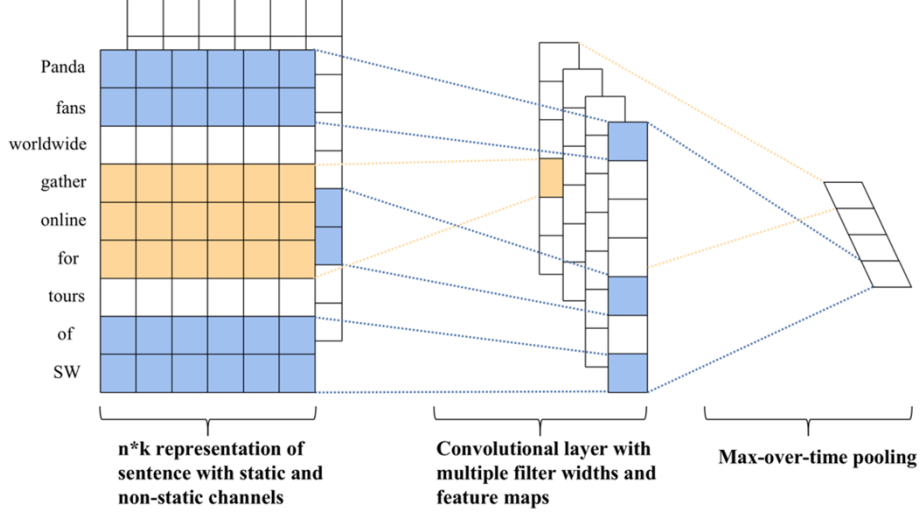 Panda
fans
worldwide
gather
online
for
tours
of
SW
n*k representation of
sentence with static and
non-static channels
Convolutional layer with
multiple filter widths and
feature maps
Max-over-time pooling